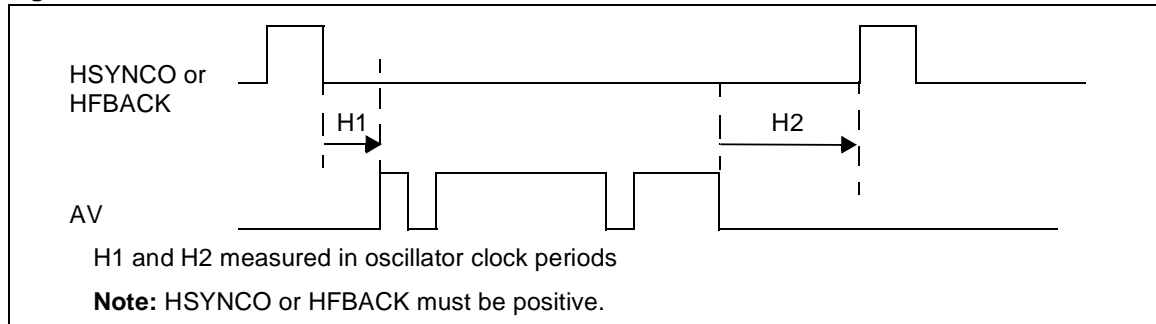 HSYNCO or
HFBACK
H1
H2
AV
H1 and H2 measured in oscillator clock periods
Note: HSYNCO or HFBACK must be positive.